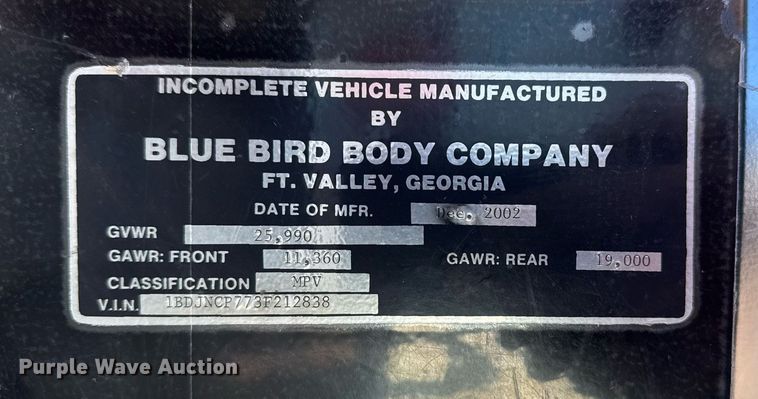 INCOMPLETE VEHICLE MANUFACTURED
BY
BLUE BIRD BODY COMPANY
FT. VALLEY, GEORGIA
DATE OF MFR. Dec. 2002
GVWR 25,990
GAWR: FRONT 11,360 GAWR: REAR 19,000
CLASSIFICATION MPV
V.I.N. 1BDJNCP773F212838
Purple Wave Auction